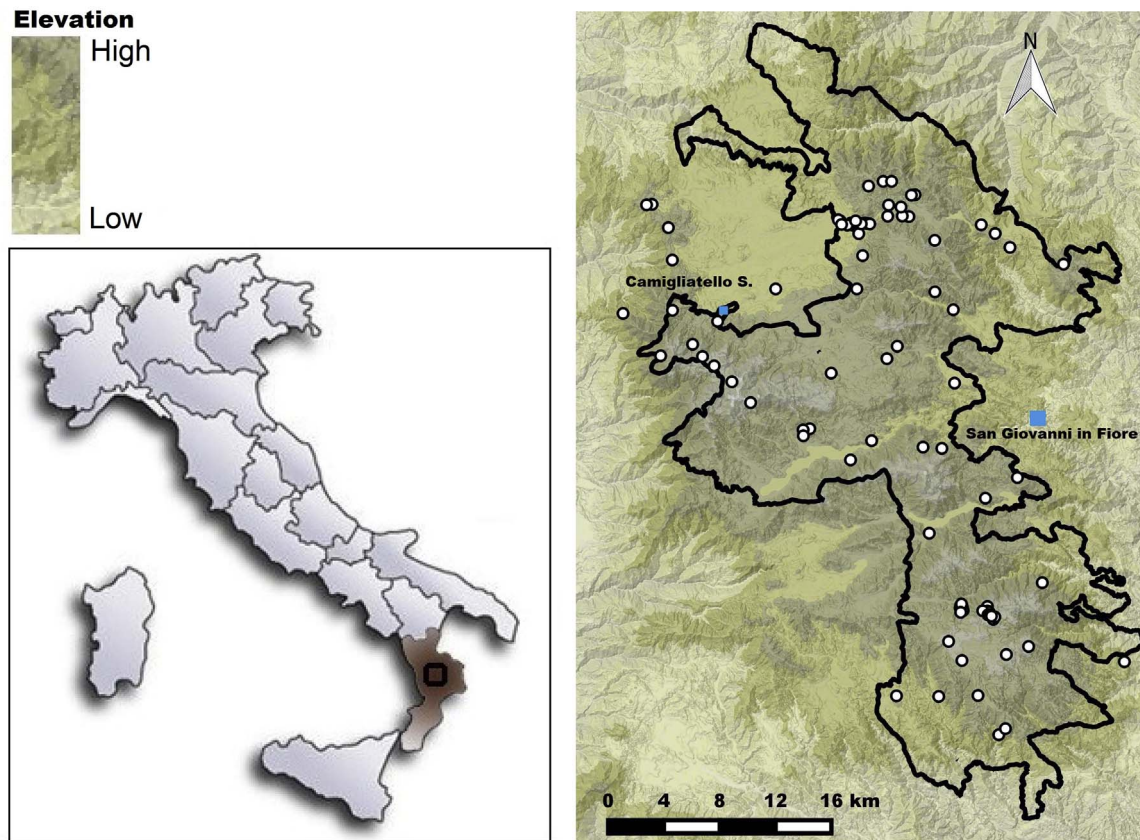 Elevation
High
Low
N
Camigliatello S.
San Giovanni in Fiore
0 4 8 12 16 km